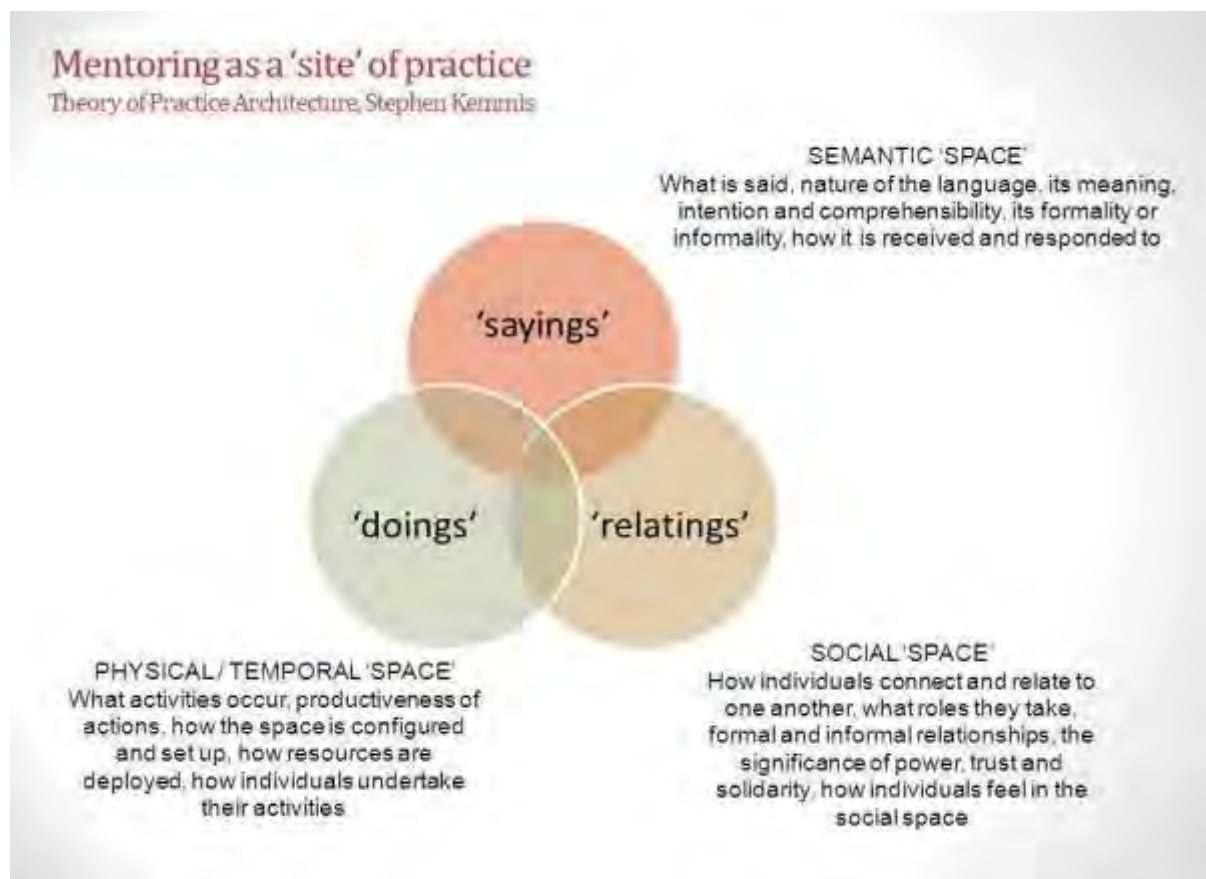 Mentoring as a 'site' of practice
Theory of Practice Architecture, Stephen Kemmis
SEMANTIC 'SPACE'
What is said, nature of the language, its meaning,
intention and comprehensibility, its formality or
informality, how it is received and responded to
'sayings'
'doings'
'relatings'
PHYSICAL / TEMPORAL 'SPACE'
What activities occur, productiveness of
actions, how the space is configured
and set up, how resources are
deployed, how individuals undertake
their activities
SOCIAL 'SPACE'
How individuals connect and relate to
one another, what roles they take,
formal and informal relationships, the
significance of power, trust and
solidarity, how individuals feel in the
social space